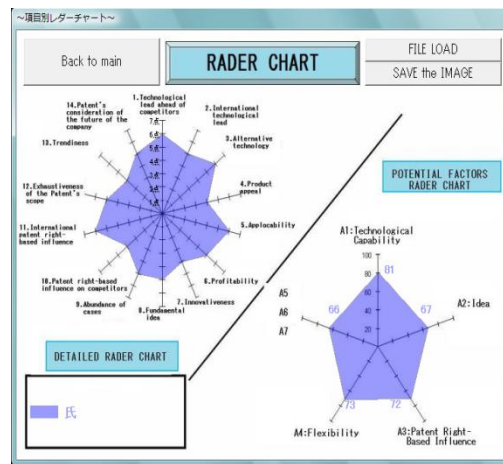 ～項目別レダーチャート～
Back to main
RADER CHART
FILE LOAD
SAVE the IMAGE
1.Technological
lead ahead of
competitors
2.International
technological
lead
3.Alternative
technology
4.Product
appeal
5.Applocability
6.Profitability
7.Innovativeness
8.Fundamental
idea
9.Abundance of
cases
10.Patent right-based
influence on competitors
11.International
patent right-
based influence
12.Exhaustiveness
of the Patent's
scope
13.Trendiness
14.Patent's
consideration of
the future of the
company
POTENTIAL FACTORS
RADER CHART
A1:Technological
Capability
100
80
60
40
20
81
67
72
73
66
A2:Idea
A3:Patent Right-
Based Influence
A4:Flexibility
A5
A6
A7
DETAILED RADER CHART
氏